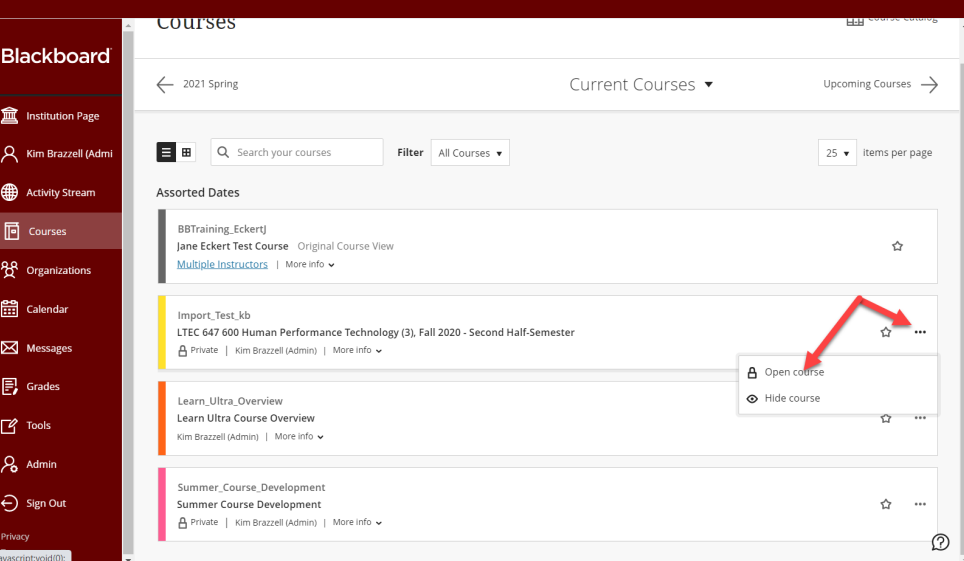 Courses
Course Catalog
Blackboard
2021 Spring
Current Courses
Upcoming Courses
Institution Page
Kim Brazzell (Admi
Activity Stream
Courses
Organizations
Calendar
Messages
Grades
Tools
Admin
Sign Out
Privacy
avascript:void(0);
Search your courses
Filter
All Courses
25
items per page
Assorted Dates
BBTraining_EckertJ
Jane Eckert Test Course Original Course View
Multiple Instructors | More info
Import_Test_kb
LTEC 647 600 Human Performance Technology (3), Fall 2020 - Second Half-Semester
Private | Kim Brazzell (Admin) | More info
Open course
Hide course
Learn_Ultra_Overview
Learn Ultra Course Overview
Kim Brazzell (Admin) | More info
Summer_Course_Development
Summer Course Development
Private | Kim Brazzell (Admin) | More info